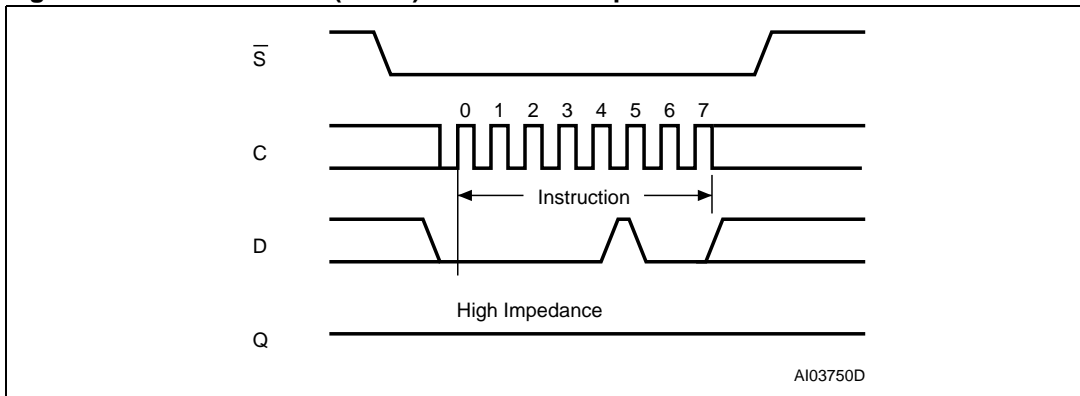 S̅
0 1 2 3 4 5 6 7
C
Instruction
D
High Impedance
Q
AI03750D